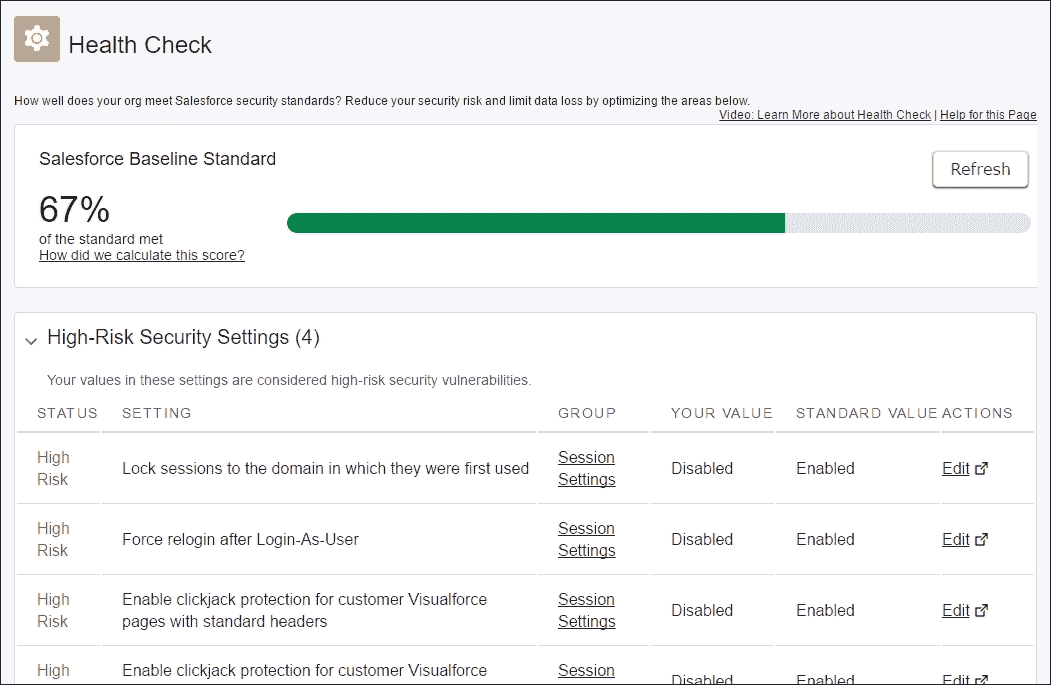 Health Check
How well does your org meet Salesforce security standards? Reduce your security risk and limit data loss by optimizing the areas below.
Video: Learn More about Health Check | Help for this Page
Salesforce Baseline Standard
Refresh
67%
of the standard met
How did we calculate this score?
High-Risk Security Settings (4)
Your values in these settings are considered high-risk security vulnerabilities.
STATUS SETTING GROUP YOUR VALUE STANDARD VALUE ACTIONS
High Risk Lock sessions to the domain in which they were first used Session Settings Disabled Enabled Edit
High Risk Force relogin after Login-As-User Session Settings Disabled Enabled Edit
High Risk Enable clickjack protection for customer Visualforce pages with standard headers Session Settings Disabled Enabled Edit
High Enable clickjack protection for customer Visualforce Session Disabled Enabled Edit